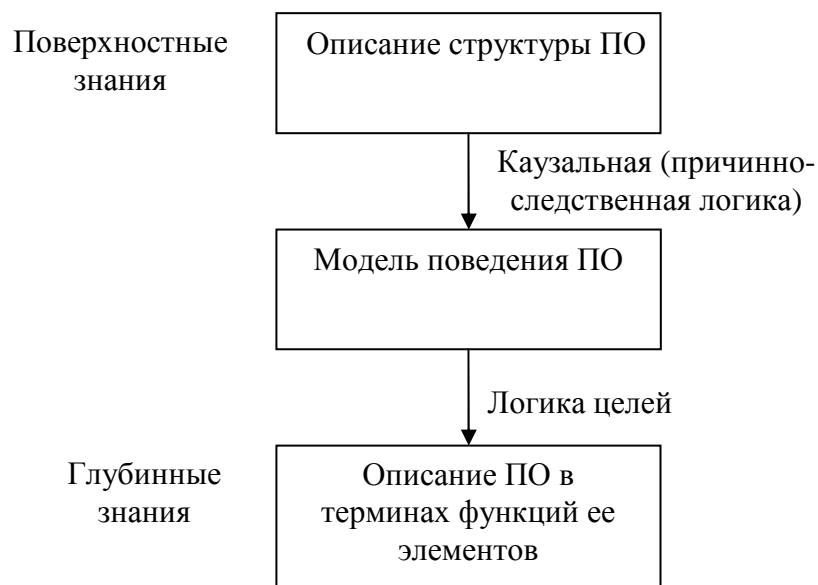 Поверхностные
знания
Описание структуры ПО
Каузальная (причинно-
следственная логика)
Модель поведения ПО
Логика целей
Глубинные
знания
Описание ПО в
терминах функций ее
элементов